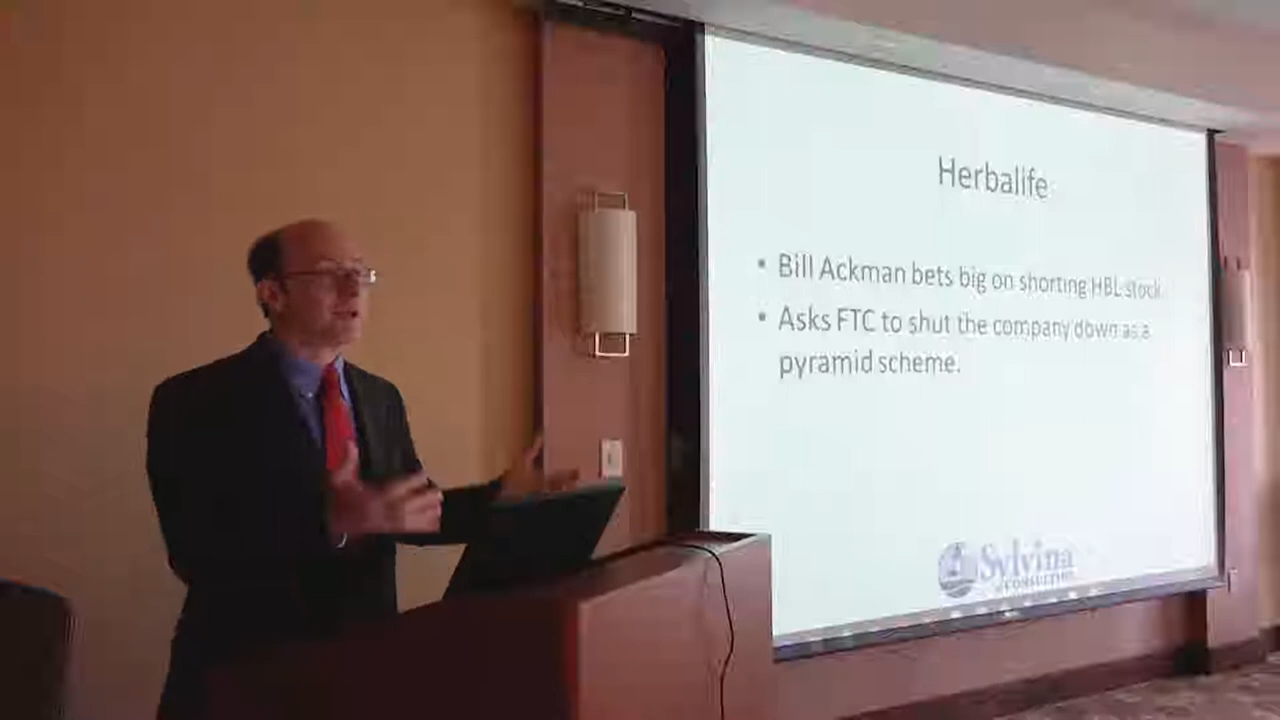 Herbalife
• Bill Ackman bets big on shorting HBL stock.
• Asks FTC to shut the company down as a
pyramid scheme.
Sylvina
CONSULTING